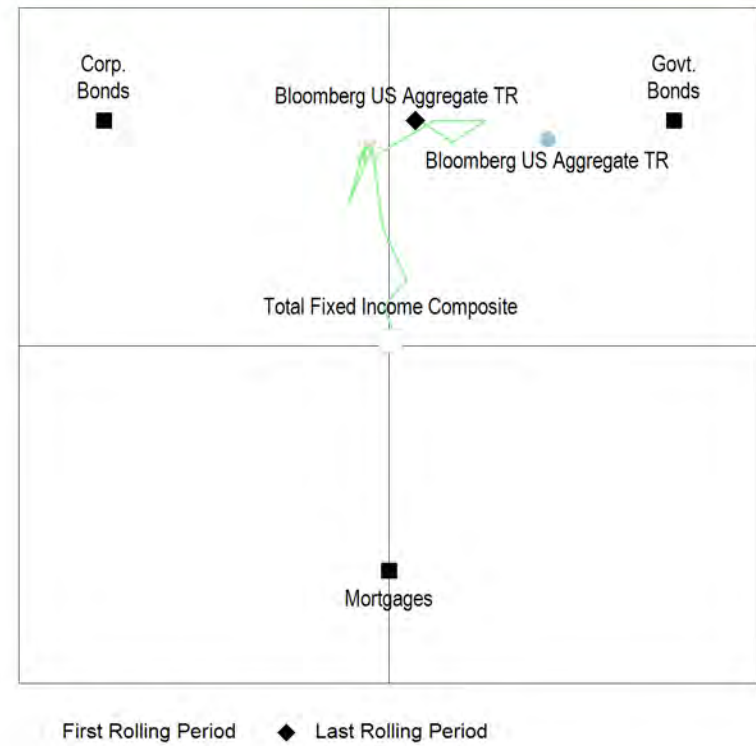 Corp.
Bonds
Govt.
Bonds
Bloomberg US Aggregate TR
Bloomberg US Aggregate TR
Total Fixed Income Composite
Mortgages
First Rolling Period
Last Rolling Period